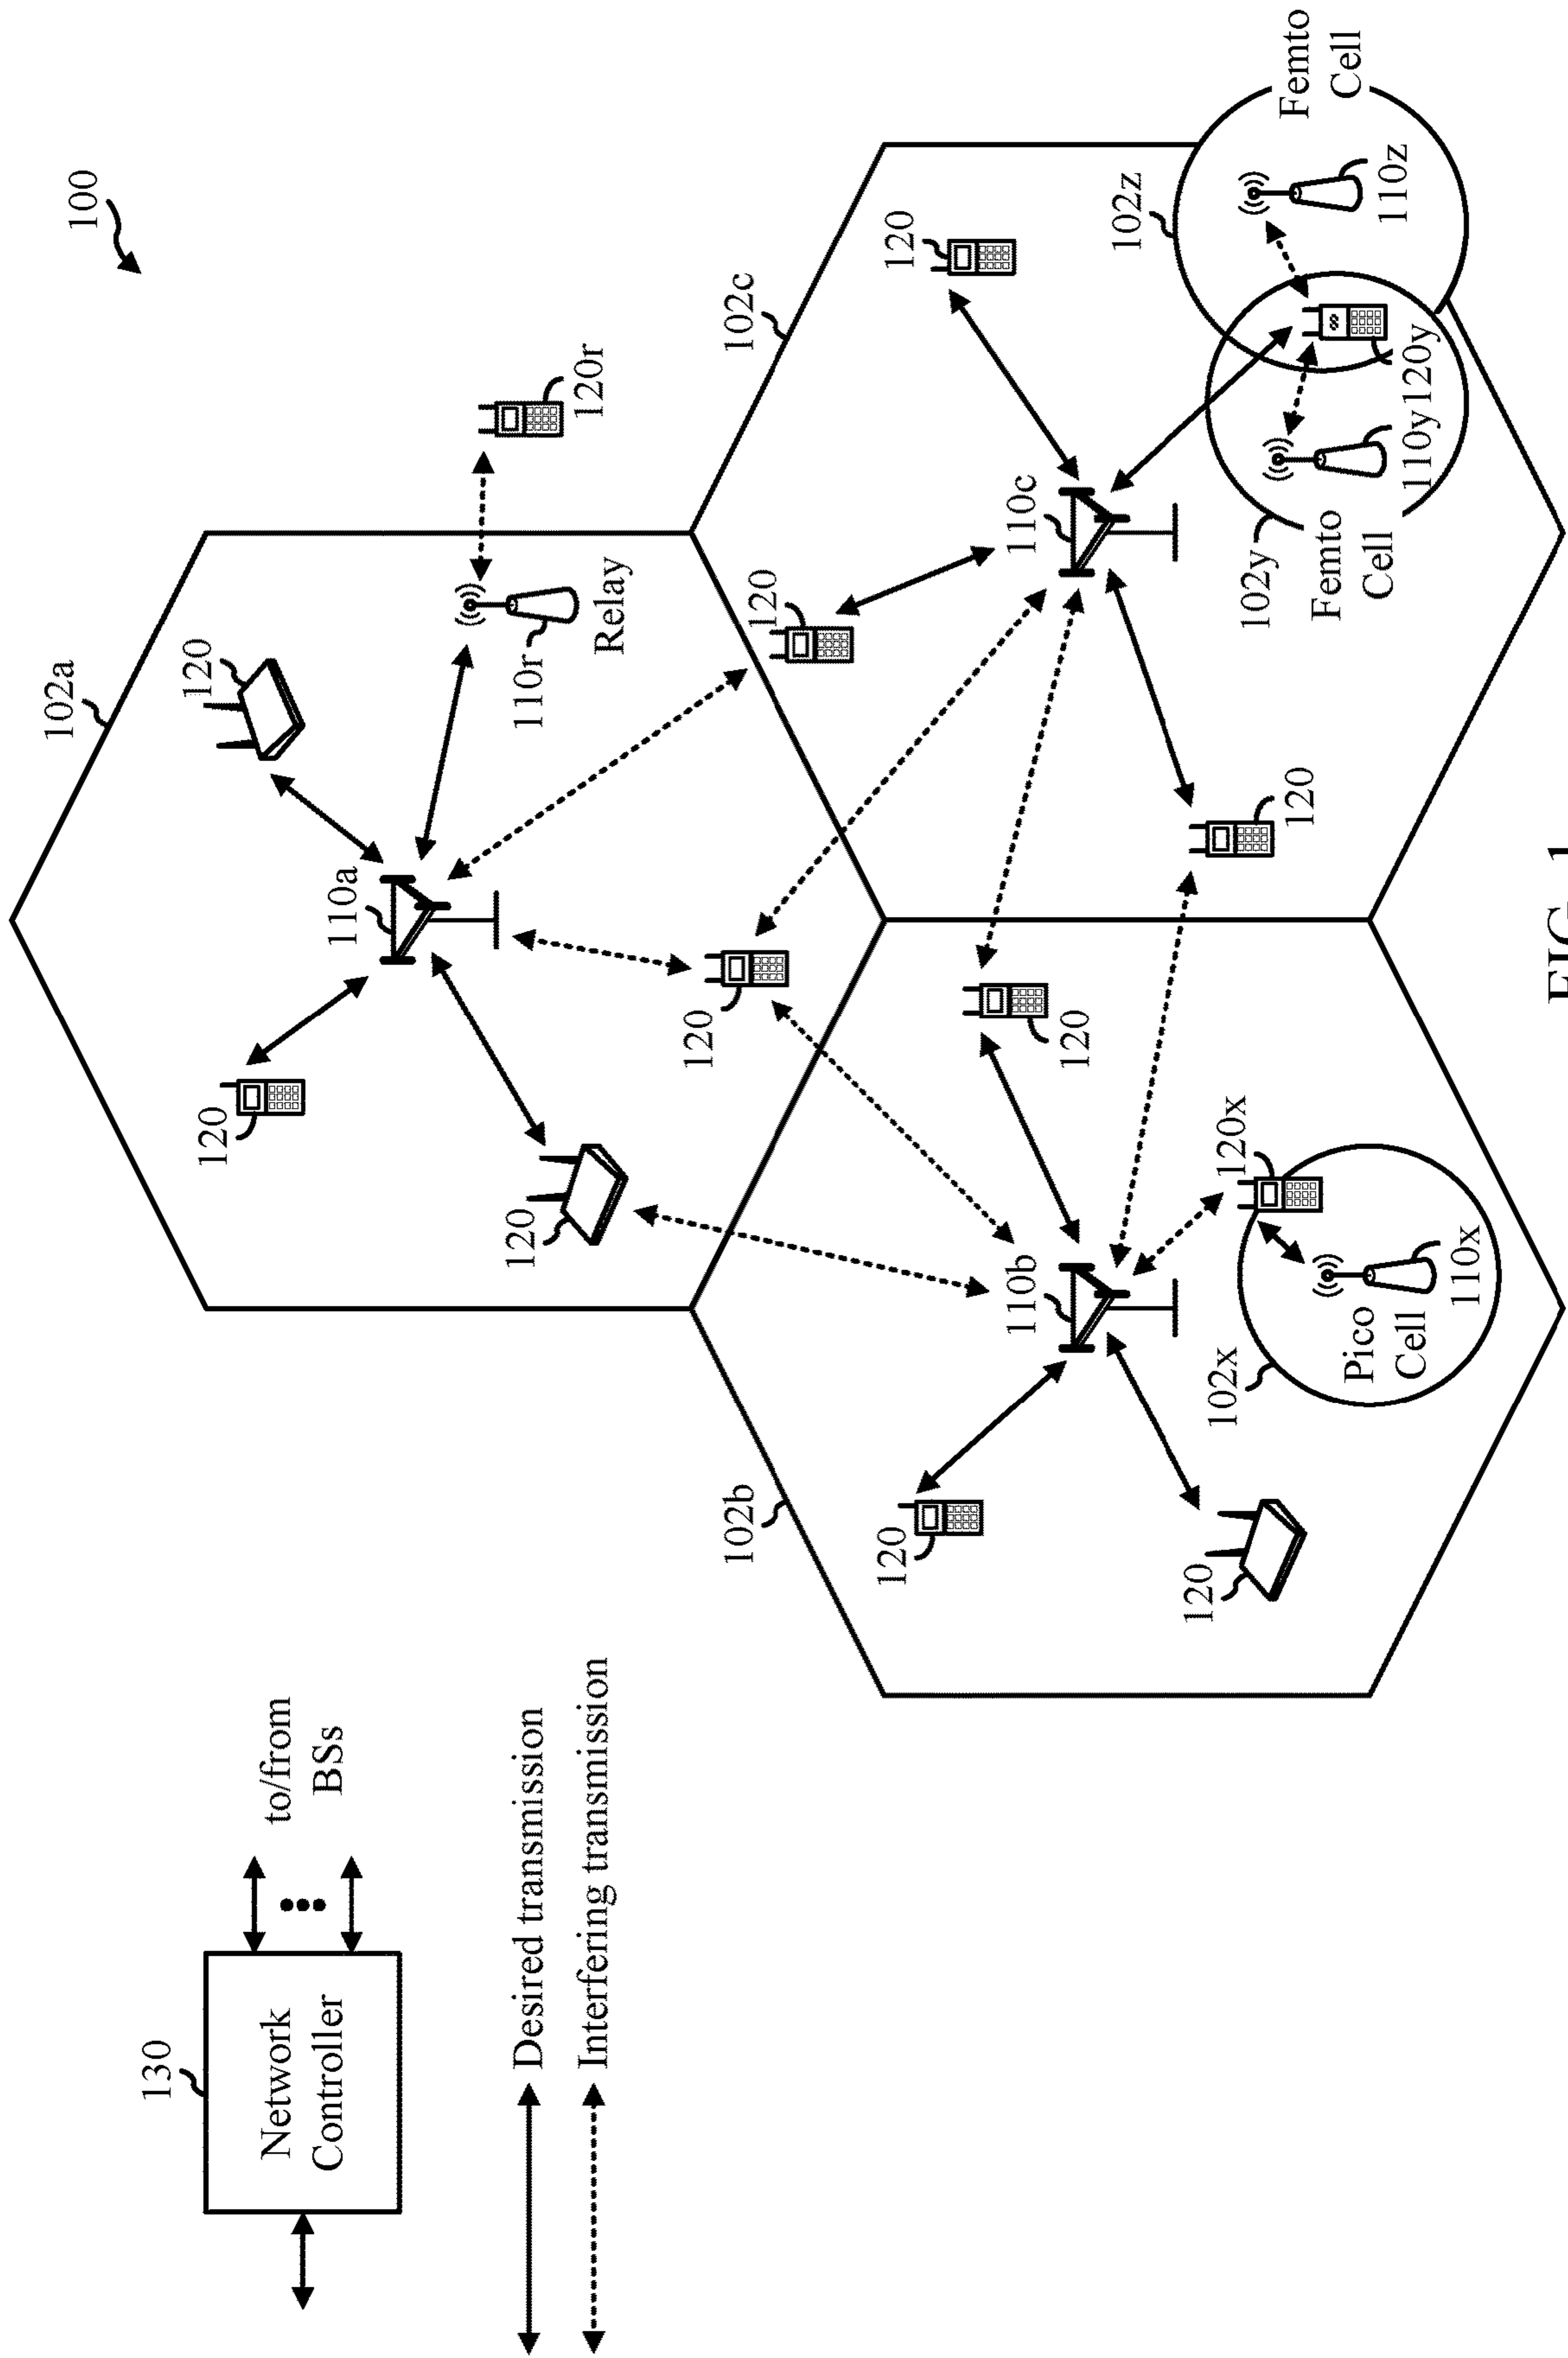 100
102a
130
120
120
Network
Controller
to/from
BSs
110a
Desired transmission
Interfering transmission
120
110r
Relay
120r
120
102b
102c
120
120
120
110b
110c
120
102z
120
102x
120x
120
102y
Femto
Cell
Femto
Cell
Pico
Cell
110x
110y
120y
110z
FIG. 1